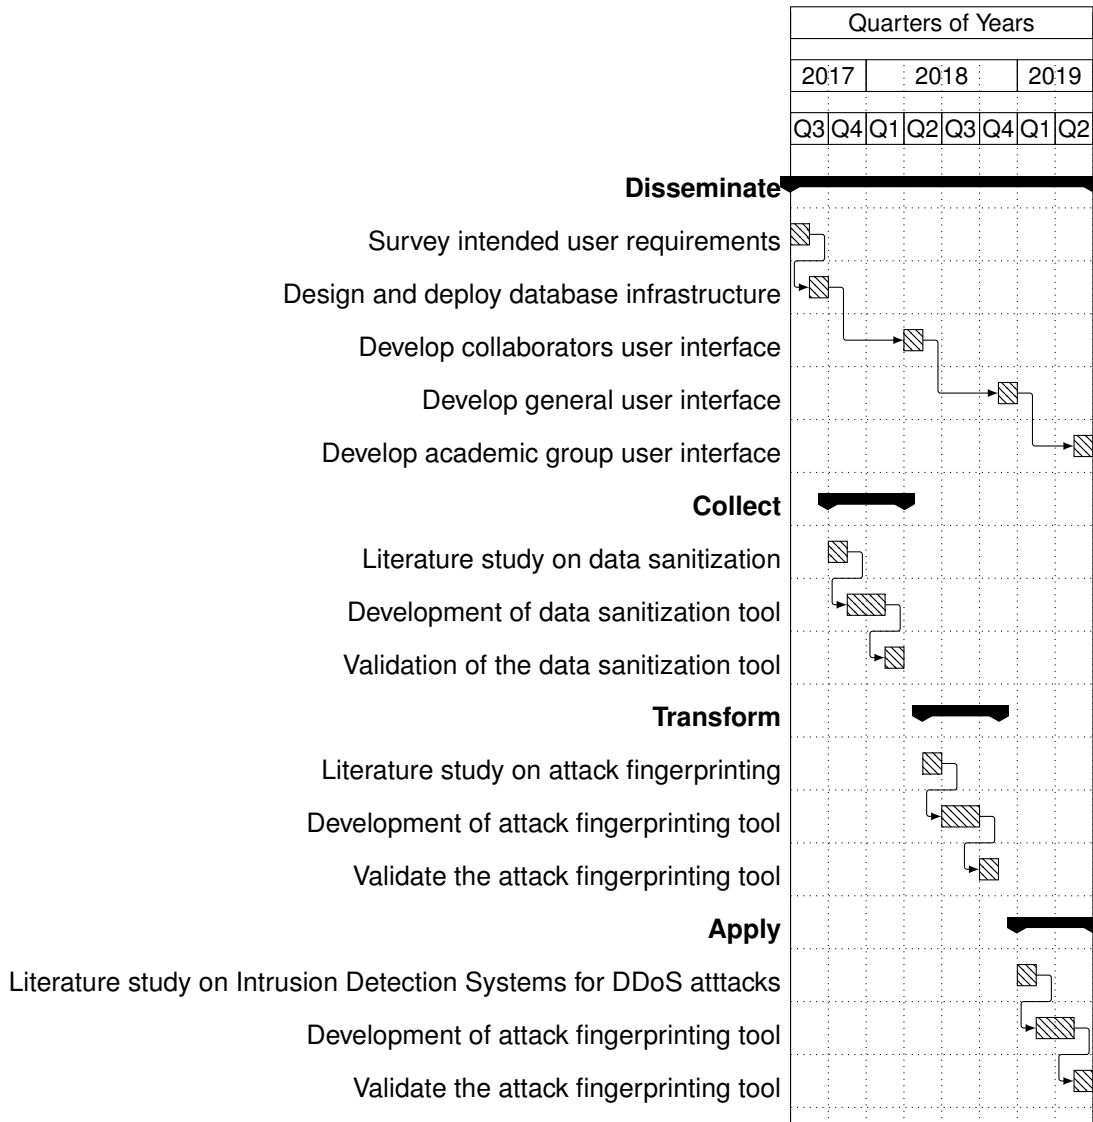 Quarters of Years
2017 2018 2019
Q3 Q4 Q1 Q2 Q3 Q4 Q1 Q2
Disseminate
Survey intended user requirements
Design and deploy database infrastructure
Develop collaborators user interface
Develop general user interface
Develop academic group user interface
Collect
Literature study on data sanitization
Development of data sanitization tool
Validation of the data sanitization tool
Transform
Literature study on attack fingerprinting
Development of attack fingerprinting tool
Validate the attack fingerprinting tool
Apply
Literature study on Intrusion Detection Systems for DDoS atttacks
Development of attack fingerprinting tool
Validate the attack fingerprinting tool